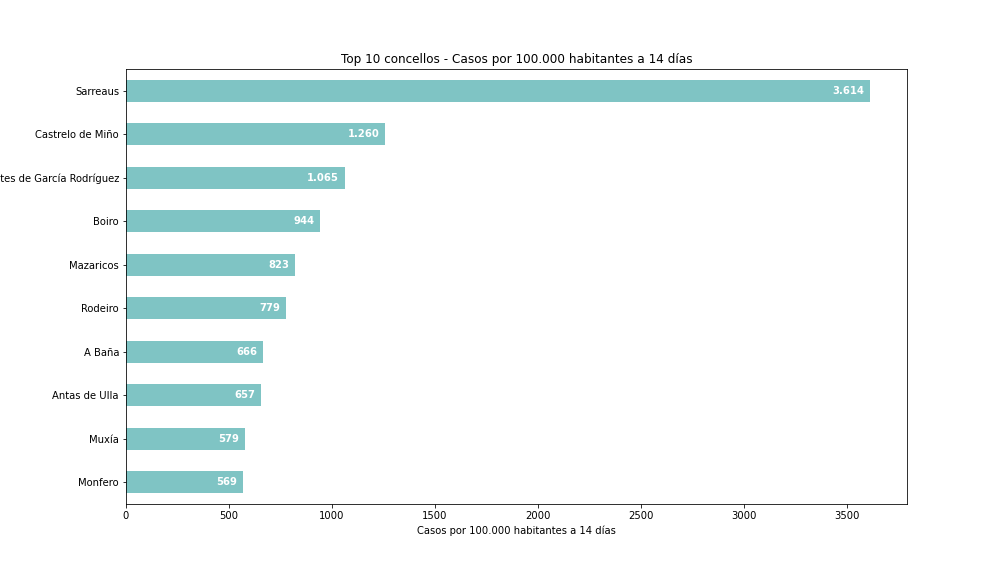 Top 10 concellos - Casos por 100.000 habitantes a 14 días
Sarreaus 3.614
Castrelo de Miño 1.260
tes de García Rodríguez 1.065
Boiro 944
Mazaricos 823
Rodeiro 779
A Baña 666
Antas de Ulla 657
Muxía 579
Monfero 569
0 500 1000 1500 2000 2500 3000 3500
Casos por 100.000 habitantes a 14 días